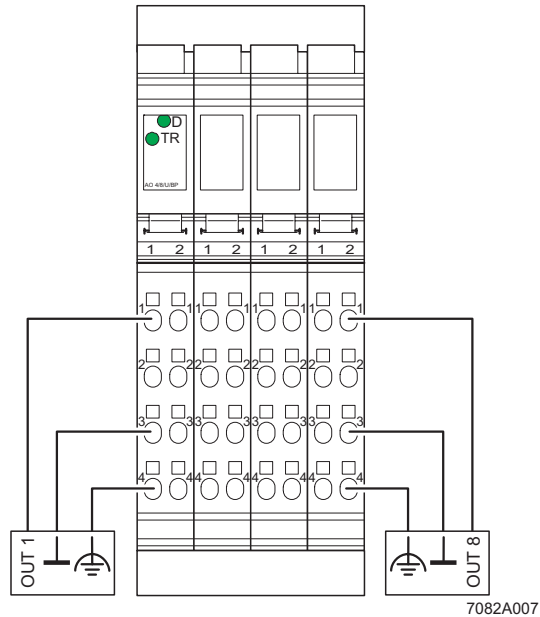 D
TR
AO 4/8/U/BP
1 2 1 2 1 2 1 2
1 1 1 1 1 1 1 1
2 2 2 2 2 2 2 2
3 3 3 3 3 3 3 3
4 4 4 4 4 4 4 4
OUT 1
OUT 8
7082A007